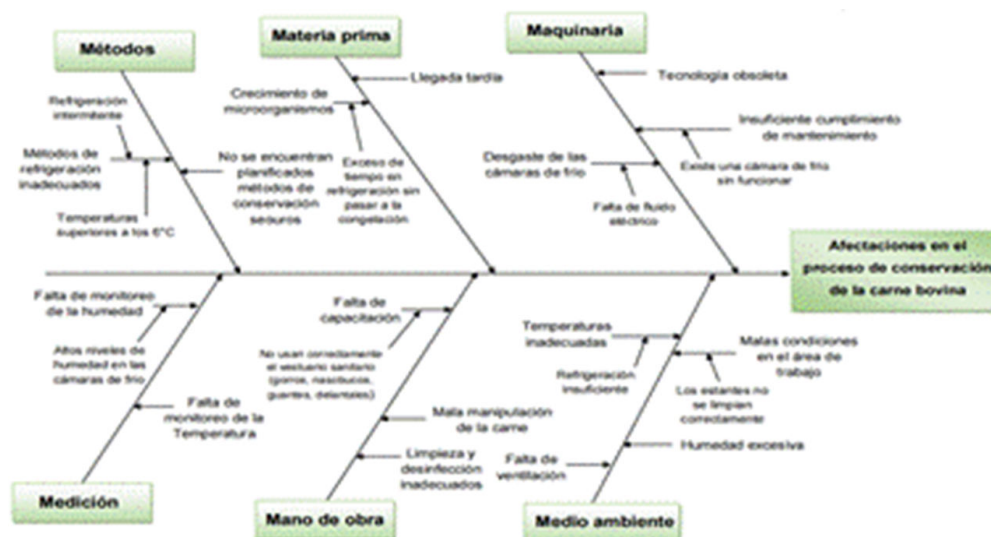 Métodos
Materia prima
Maquinaria
Refrigeración
intermitente
Métodos de
refrigeración
inadecuados
Temperaturas
superiores a los 6°C
No se encuentran
planificados
métodos de
conservación
seguros
Llegada tardía
Crecimiento de
microorganismos
Exceso de
tiempo en
refrigeración sin
pasar a la
congelación
Tecnología obsoleta
Insuficiente cumplimiento
de mantenimiento
Existe una cámara de frio
sin funcionar
Desgaste de las
cámaras de frio
Falta de fluido
eléctrico
Afectaciones en el
proceso de conservación
de la carne bovina
Falta de monitoreo
de la humedad
Altos niveles de
humedad en las
cámaras de frio
Falta de
monitoreo de la
Temperatura
Medición
Falta de
capacitación
No usan correctamente
el vestuario sanitario
(gorros, nasobucos,
guantes, delantales)
Mala manipulación
de la carne
Limpieza y
desinfección
inadecuados
Mano de obra
Temperaturas
inadecuadas
Refrigeración
insuficiente
Malas condiciones
en el área de
trabajo
Los estantes no
se limpian
correctamente
Humedad excesiva
Falta de
ventilación
Medio ambiente